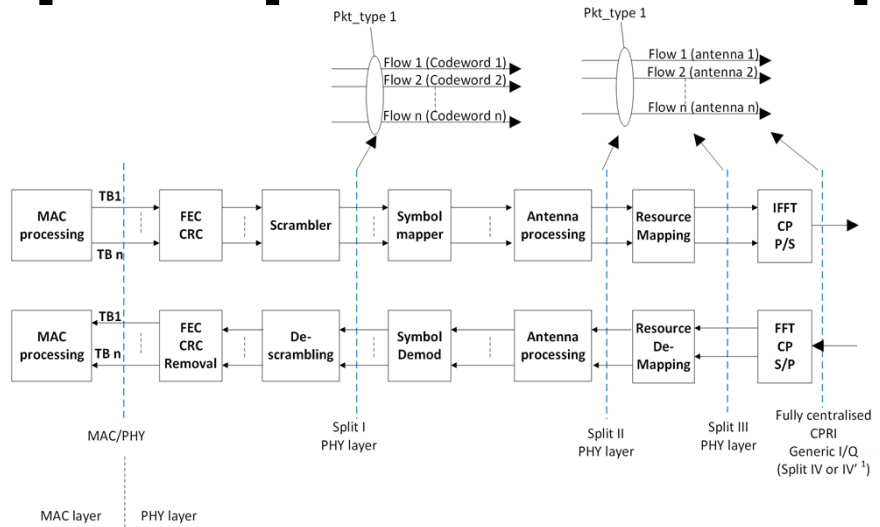 Pkt_type 1
Flow 1 (Codeword 1)
Flow 2 (Codeword 2)
Flow n (Codeword n)
Pkt_type 1
Flow 1 (antenna 1)
Flow 2 (antenna 2)
Flow n (antenna n)
MAC
processing
TB1
TB n
FEC
CRC
Scrambler
Symbol
mapper
Antenna
processing
Resource
Mapping
IFFT
CP
P/S
MAC
processing
TB1
TB n
FEC
CRC
Removal
De-
scrambling
Symbol
Demod
Antenna
processing
Resource
De-
Mapping
FFT
CP
S/P
MAC/PHY
Split I
PHY layer
Split II
PHY layer
Split III
PHY layer
Fully centralised
CPRI
Generic I/Q
(Split IV or IV' 1)
MAC layer
PHY layer